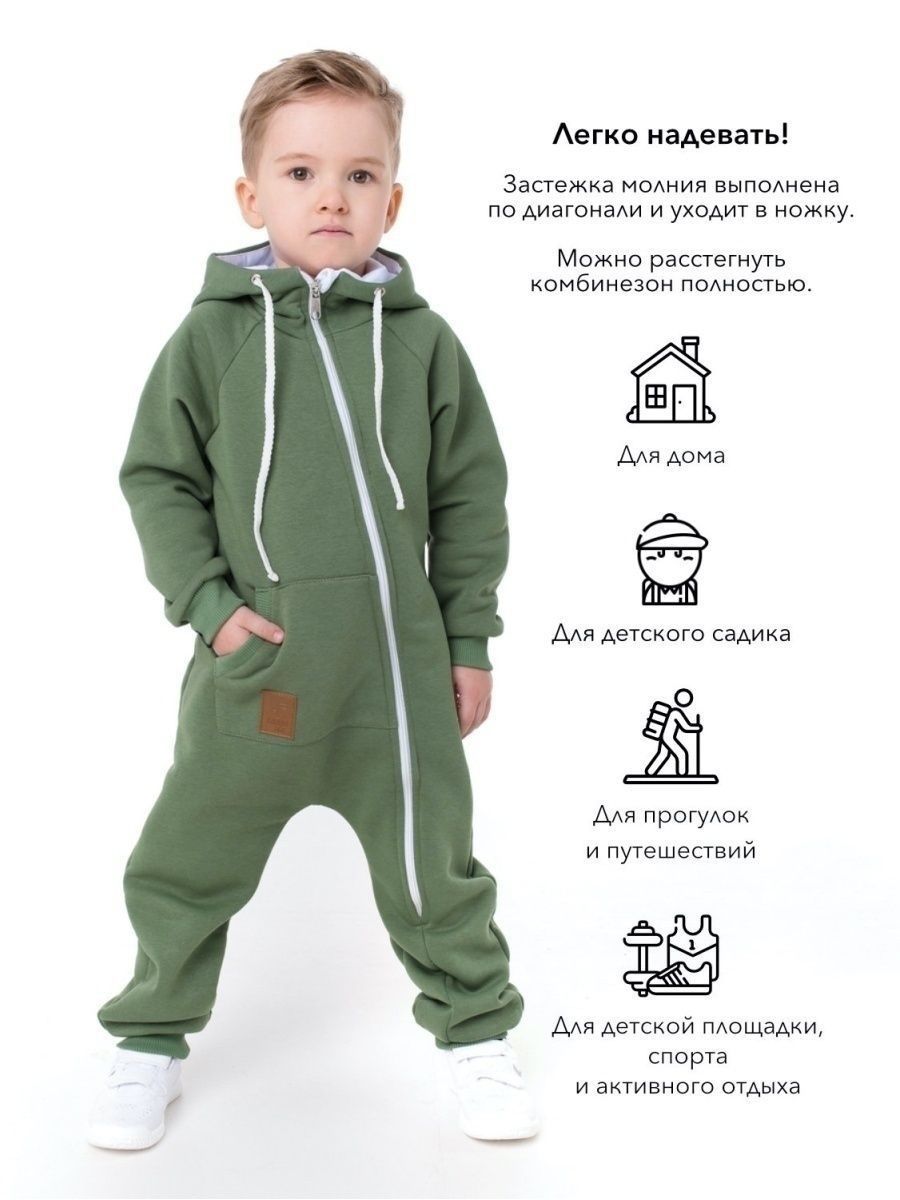 Легко надевать!
Застежка молния выполнена
по диагонали и уходит в ножку.
Можно расстегнуть
комбинезон полностью.
Для дома
Для детского садика
Для прогулок
и путешествий
1
Для детской площадки,
спорта
и активного отдыха